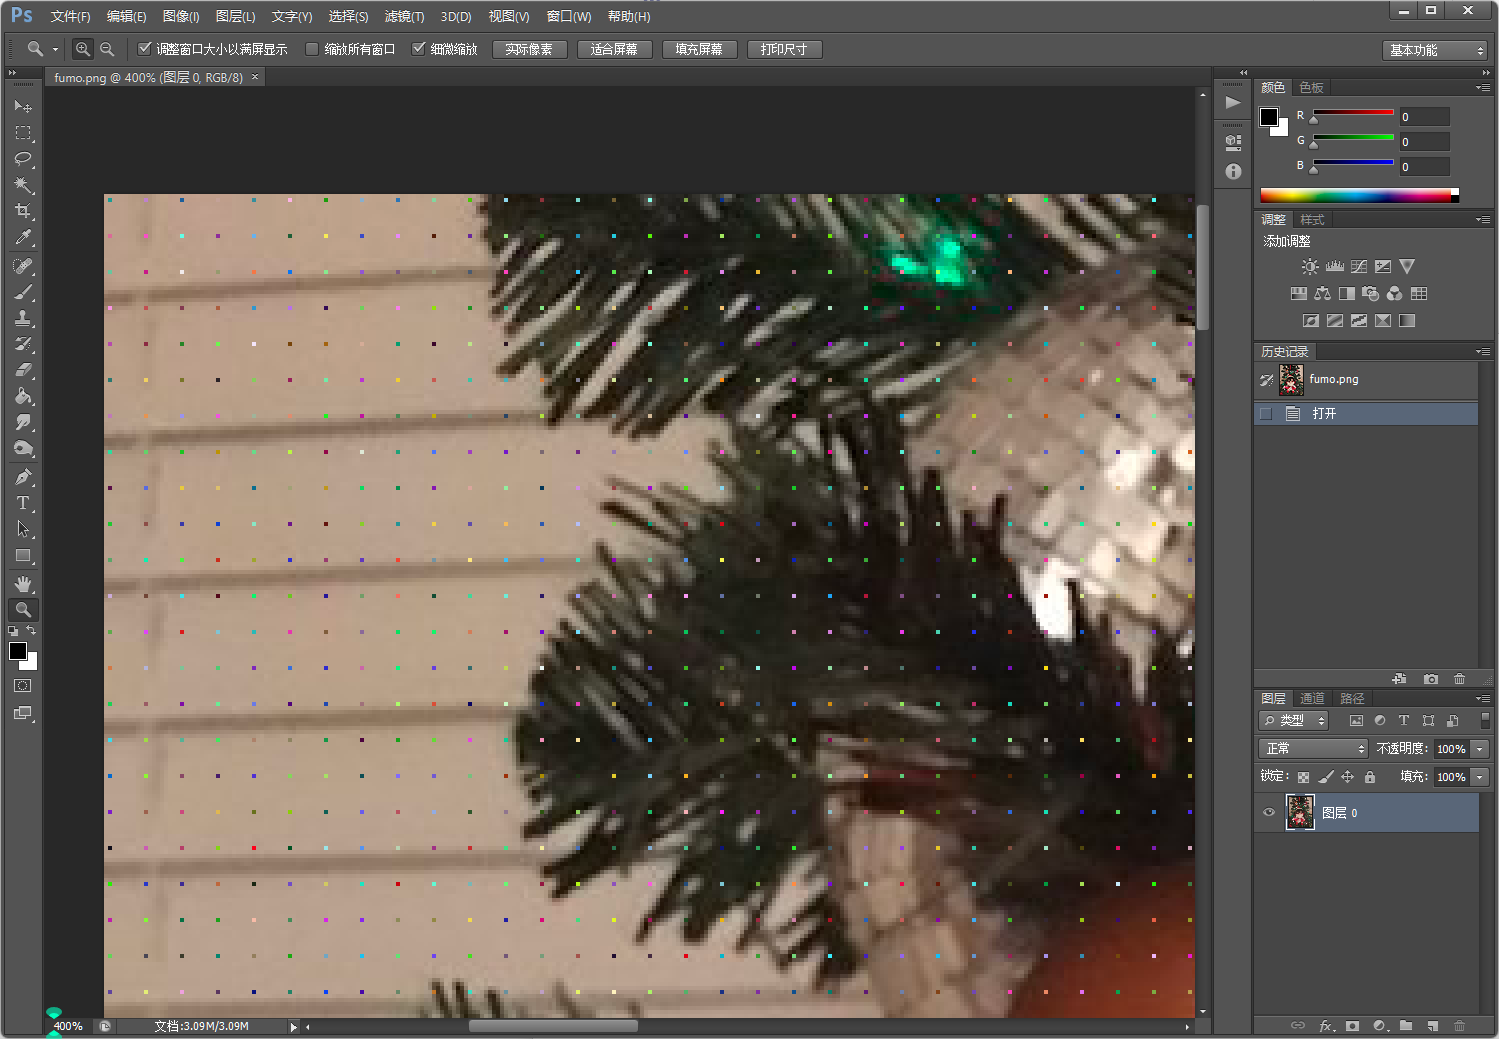 Ps 文件(F) 编辑(E) 图像(I) 图层(L) 文字(Y) 选择(S) 滤镜(T) 3D(D) 视图(V) 窗口(W) 帮助(H)
调整窗口大小以满屏显示 缩放所有窗口 细微缩放 实际像素 适合屏幕 填充屏幕 打印尺寸 基本功能
fumo.png @ 400% (图层 0, RGB/8) ×
颜色 色板
R 0
G 0
B 0
调整 样式
添加调整
历史记录
fumo.png
打开
图层 通道 路径
类型
正常 不透明度: 100%
锁定: 填充: 100%
图层 0
400% 文档:3.09M/3.09M
fx